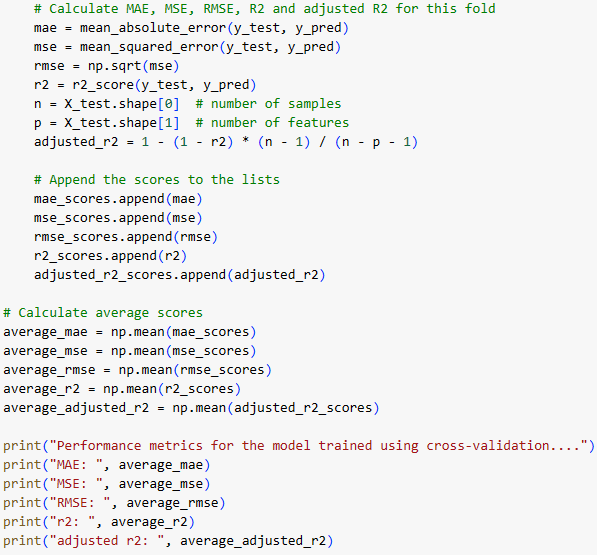 # Calculate MAE, MSE, RMSE, R2 and adjusted R2 for this fold
mae = mean_absolute_error(y_test, y_pred)
mse = mean_squared_error(y_test, y_pred)
rmse = np.sqrt(mse)
r2 = r2_score(y_test, y_pred)
n = X_test.shape[0]  # number of samples
p = X_test.shape[1]  # number of features
adjusted_r2 = 1 - (1 - r2) * (n - 1) / (n - p - 1)
# Append the scores to the lists
mae_scores.append(mae)
mse_scores.append(mse)
rmse_scores.append(rmse)
r2_scores.append(r2)
adjusted_r2_scores.append(adjusted_r2)
# Calculate average scores
average_mae = np.mean(mae_scores)
average_mse = np.mean(mse_scores)
average_rmse = np.mean(rmse_scores)
average_r2 = np.mean(r2_scores)
average_adjusted_r2 = np.mean(adjusted_r2_scores)
print("Performance metrics for the model trained using cross-validation....")
print("MAE: ", average_mae)
print("MSE: ", average_mse)
print("RMSE: ", average_rmse)
print("r2: ", average_r2)
print("adjusted r2: ", average_adjusted_r2)